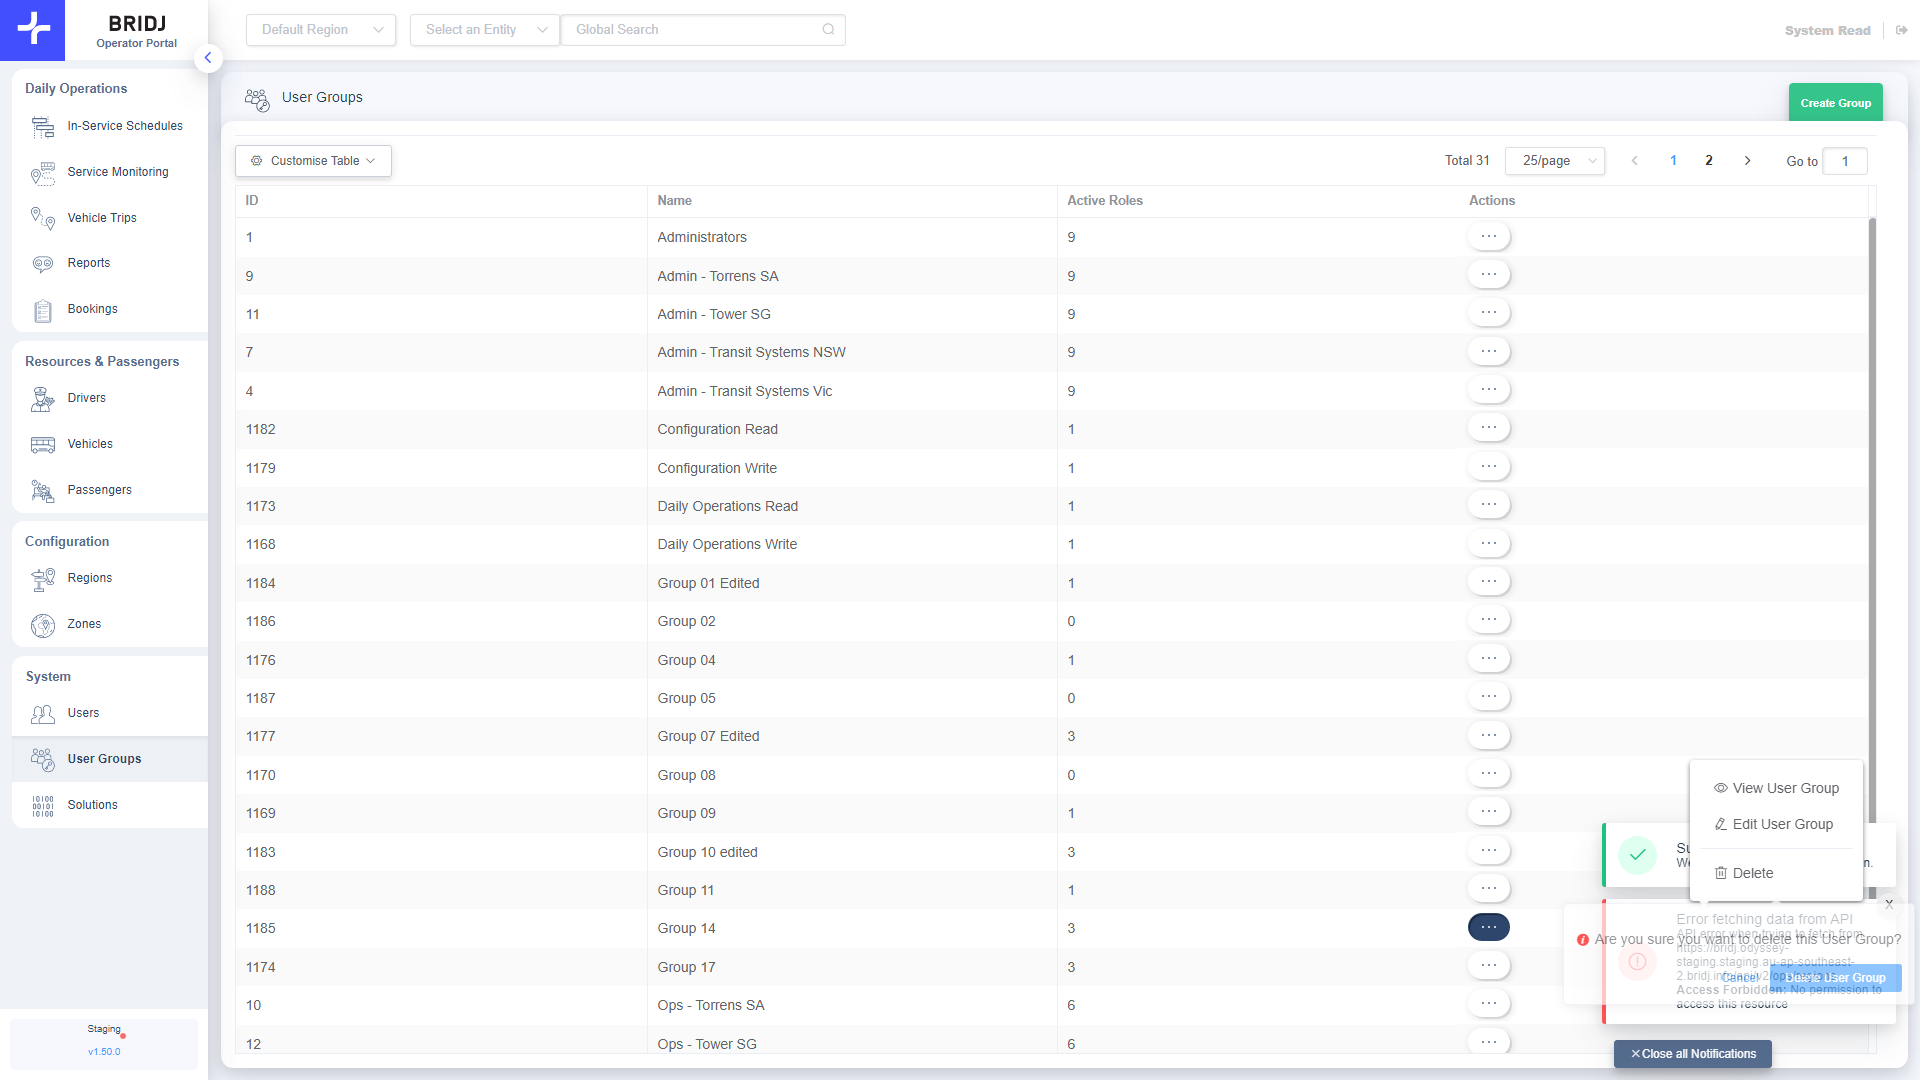 BRIDJ
Operator Portal
Default Region
Select an Entity
Global Search
System Read
Daily Operations
In-Service Schedules
Service Monitoring
Vehicle Trips
Reports
Bookings
Resources & Passengers
Drivers
Vehicles
Passengers
Configuration
Regions
Zones
System
Users
User Groups
Solutions
Staging
v1.50.0
User Groups
Create Group
Customise Table
Total 31 25/page 1 2 Go to 1
ID Name Active Roles Actions
1 Administrators 9
9 Admin - Torrens SA 9
11 Admin - Tower SG 9
7 Admin - Transit Systems NSW 9
4 Admin - Transit Systems Vic 9
1182 Configuration Read 1
1179 Configuration Write 1
1173 Daily Operations Read 1
1168 Daily Operations Write 1
1184 Group 01 Edited 1
1186 Group 02 0
1176 Group 04 1
1187 Group 05 0
1177 Group 07 Edited 3
1170 Group 08 0
1169 Group 09 1
1183 Group 10 edited 3
1188 Group 11 1
1185 Group 14 3
1174 Group 17 3
10 Ops - Torrens SA 6
12 Ops - Tower SG 6
View User Group
Edit User Group
Delete
X
Error fetching data from API
API error when trying to fetch from
Are you sure you want to delete this User Group?
https://bridj.odyssey-
staging.staging.au-ap-southeast-
Cancel Delete User Group
Access Forbidden: No permission to
access this resource
Close all Notifications